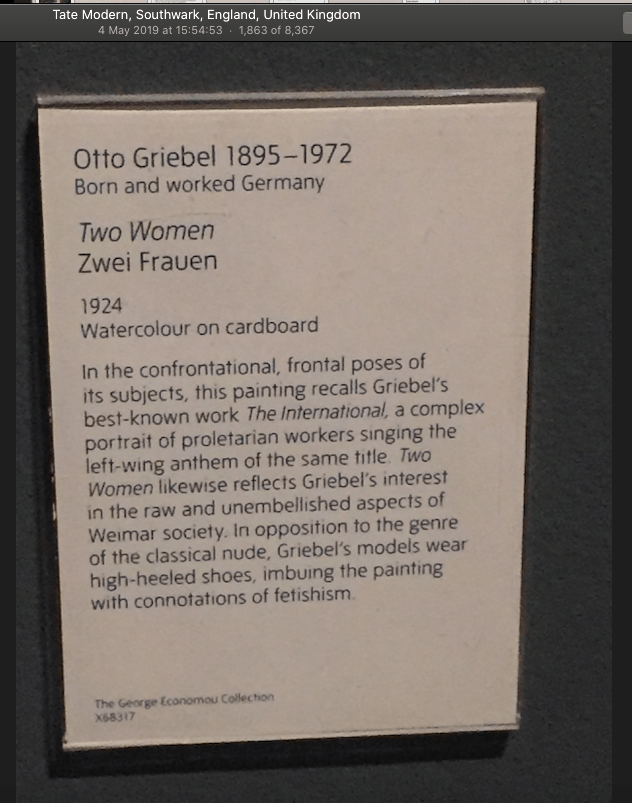 Tate Modern, Southwark, England, United Kingdom
4 May 2019 at 15:54:53 · 1,863 of 8,367
Otto Griebel 1895–1972
Born and worked Germany
Two Women
Zwei Frauen
1924
Watercolour on cardboard
In the confrontational, frontal poses of
its subjects, this painting recalls Griebel's
best-known work The International, a complex
portrait of proletarian workers singing the
left-wing anthem of the same title. Two
Women likewise reflects Griebel's interest
in the raw and unembellished aspects of
Weimar society. In opposition to the genre
of the classical nude, Griebel's models wear
high-heeled shoes, imbuing the painting
with connotations of fetishism.
The George Economou Collection
X68317